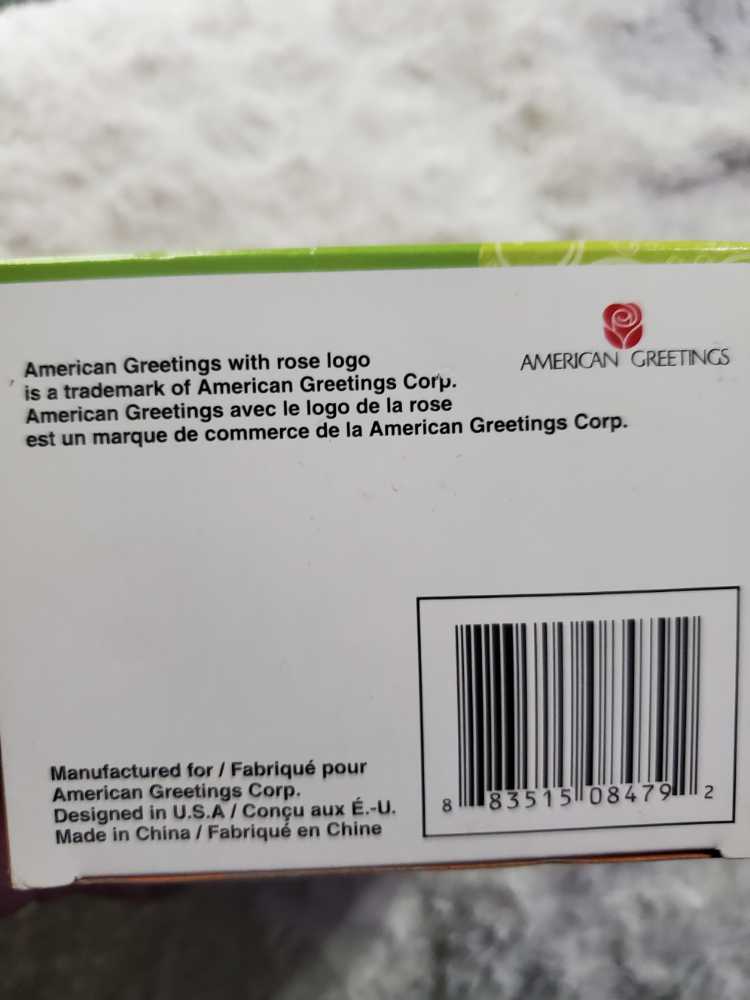 American Greetings with rose logo
is a trademark of American Greetings Corp.
American Greetings avec le logo de la rose
est un marque de commerce de la American Greetings Corp.
AMERICAN GREETINGS
Manufactured for / Fabriqué pour
American Greetings Corp.
Designed in U.S.A / Conçu aux É.-U.
Made in China / Fabriqué en Chine
8 83515 08479 2